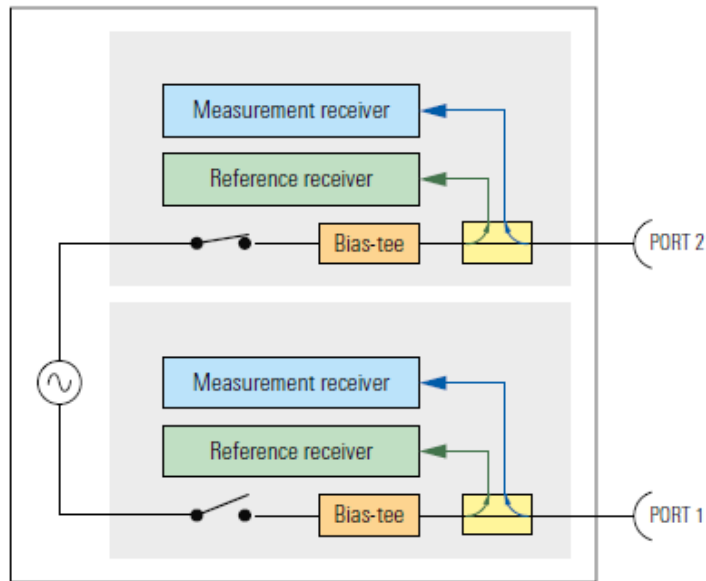 Measurement receiver
Reference receiver
Bias-tee
PORT 2
Measurement receiver
Reference receiver
Bias-tee
PORT 1